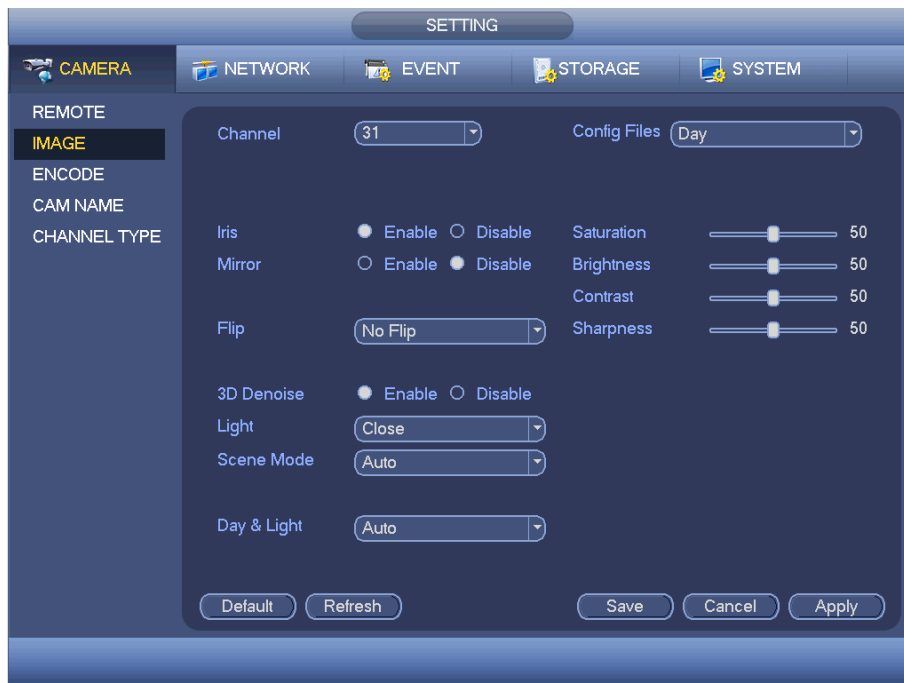 SETTING
CAMERA NETWORK EVENT STORAGE SYSTEM
REMOTE
IMAGE
ENCODE
CAM NAME
CHANNEL TYPE
Channel 31 Config Files Day
Iris Enable Disable Saturation 50
Mirror Enable Disable Brightness 50
Contrast 50
Flip No Flip Sharpness 50
3D Denoise Enable Disable
Light Close
Scene Mode Auto
Day & Light Auto
Default Refresh Save Cancel Apply